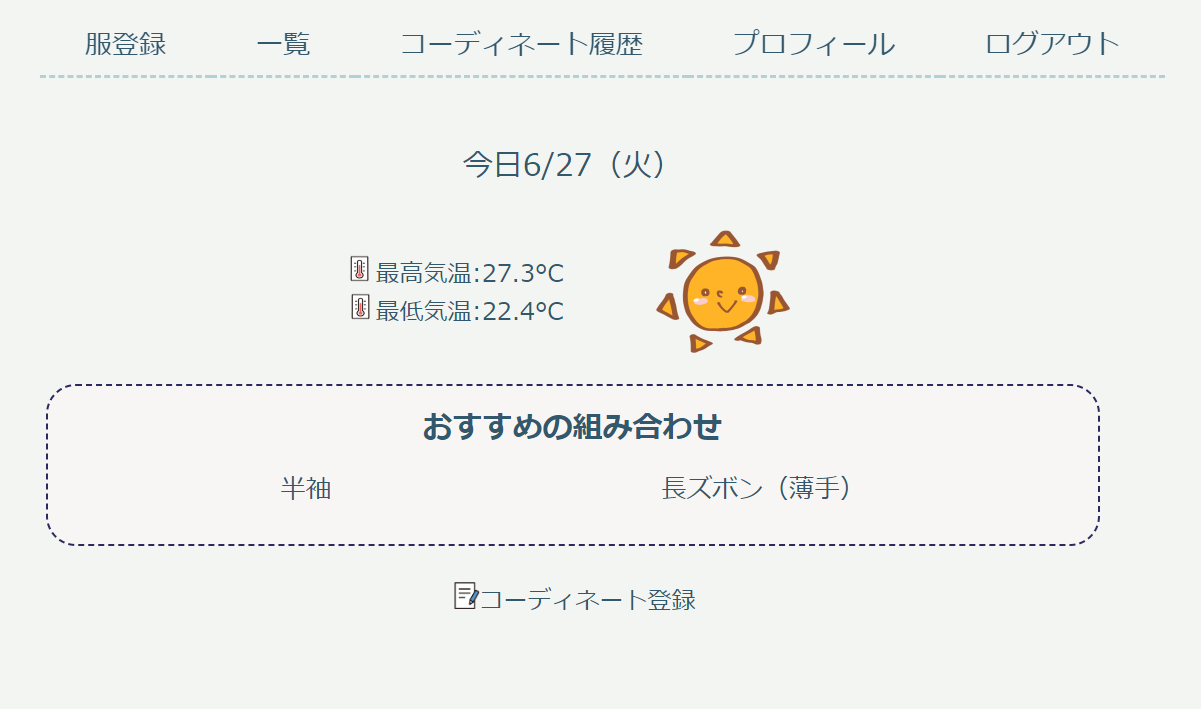 服登録 一覧 コーディネート履歴 プロフィール ログアウト
今日6/27（火）
最高気温:27.3℃
最低気温:22.4℃
おすすめの組み合わせ
半袖 長ズボン（薄手）
コーディネート登録